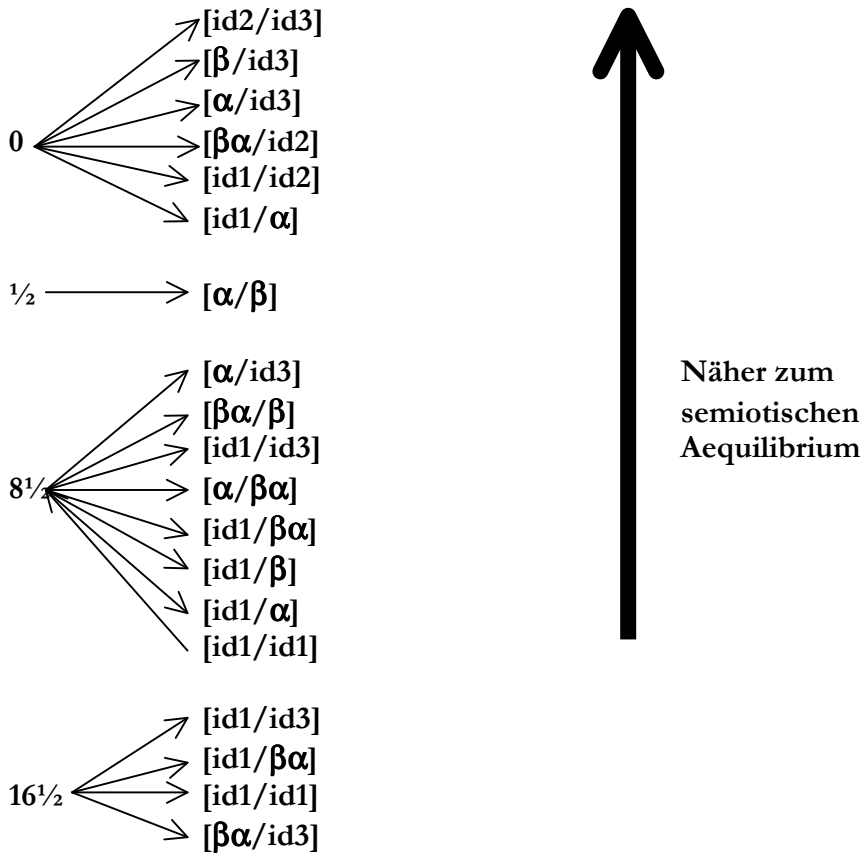 [id2/id3]
[β/id3]
[α/id3]
0
[βα/id2]
[id1/id2]
[id1/α]
½
[α/β]
[α/id3]
[βα/β]
[id1/id3]
8½
[α/βα]
[id1/βα]
[id1/β]
[id1/α]
[id1/id1]
[id1/id3]
[id1/βα]
16½
[id1/id1]
[βα/id3]
Näher zum
semiotischen
Aequilibrium